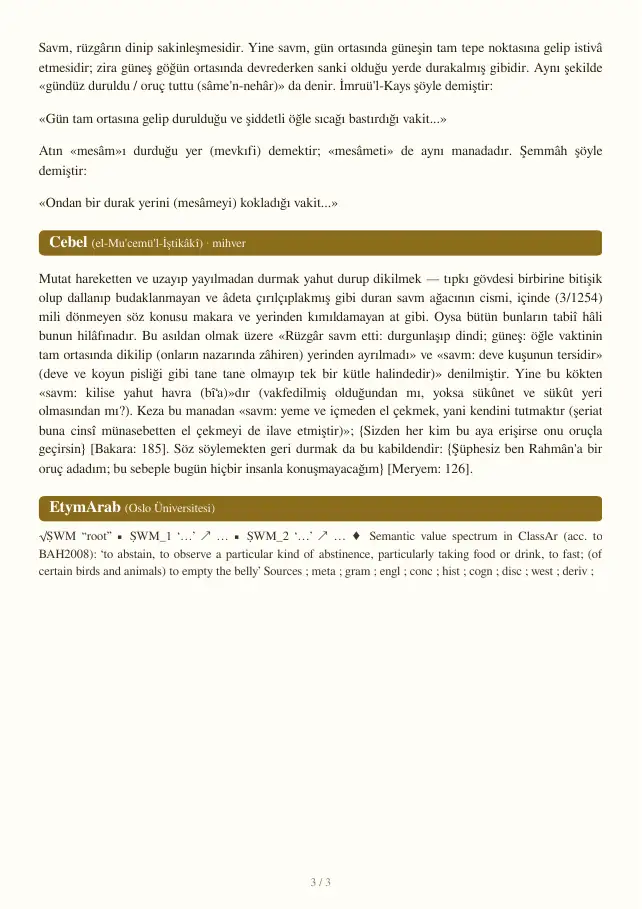 Savm, rüzgârın dinip sakinleşmesidir. Yine savm, gün ortasında güneşin tam tepe noktasına gelip istivâ
etmesidir; zira güneş göğün ortasında devrederken sanki olduğu yerde durakalmış gibidir. Aynı şekilde
«gündüz duruldu / oruç tuttu (sâme'n-nehâr)» da denir. İmruü'l-Kays şöyle demiştir:
«Gün tam ortasına gelip durulduğu ve şiddetli öğle sıcağı bastırdığı vakit...»
Atın «mesâm»ı durduğu yer (mevkıfi) demektir; «mesâmeti» de aynı manadadır. Şemmâh şöyle
demiştir:
«Ondan bir durak yerini (mesâmeyi) kokladığı vakit...»
Cebel (el-Mu'cemü'l-İştikâkî) · mihver
Mutat hareketten ve uzayıp yayılmadan durmak yahut durup dikilmek — tıpkı gövdesi birbirine bitişik
olup dallanıp budaklanmayan ve âdeta çırılçıplakmış gibi duran savm ağacının cismi, içinde (3/1254)
mili dönmeyen söz konusu makara ve yerinden kımıldamayan at gibi. Oysa bütün bunların tabiî hâli
bunun hilâfınadır. Bu asıldan olmak üzere «Rüzgâr savm etti: durgunlaşıp dindi; güneş: öğle vaktinin
tam ortasında dikilip (onların nazarında zâhiren) yerinden ayrılmadı» ve «savm: deve kuşunun tersidir»
(deve ve koyun pisliği gibi tane tane olmayıp tek bir kütle halindedir)» denilmiştir. Yine bu kökten
«savm: kilise yahut havra (bî‘a)»dır (vakfedilmiş olduğundan mı, yoksa sükûnet ve sükût yeri
olmasından mı?). Keza bu manadan «savm: yeme ve içmeden el çekmek, yani kendini tutmaktır (şeriat
buna cinsî münasebetten el çekmeyi de ilave etmiştir)»; {Sizden her kim bu aya erişirse onu oruçla
geçirsin} [Bakara: 185]. Söz söylemekten geri durmak da bu kabildendir: {Şüphesiz ben Rahmân'a bir
oruç adadım; bu sebeple bugün hiçbir insanla konuşmayacağım} [Meryem: 126].
EtymArab (Oslo Üniversitesi)
√ṢWM “root” ▪ ṢWM_1 ‘…’ ↗ … ▪ ṢWM_2 ‘…’ ↗ … ♦ Semantic value spectrum in ClassAr (acc. to
BAH2008): ‘to abstain, to observe a particular kind of abstinence, particularly taking food or drink, to fast; (of
certain birds and animals) to empty the belly’ Sources ; meta ; gram ; engl ; conc ; hist ; cogn ; disc ; west ; deriv ;
3 / 3